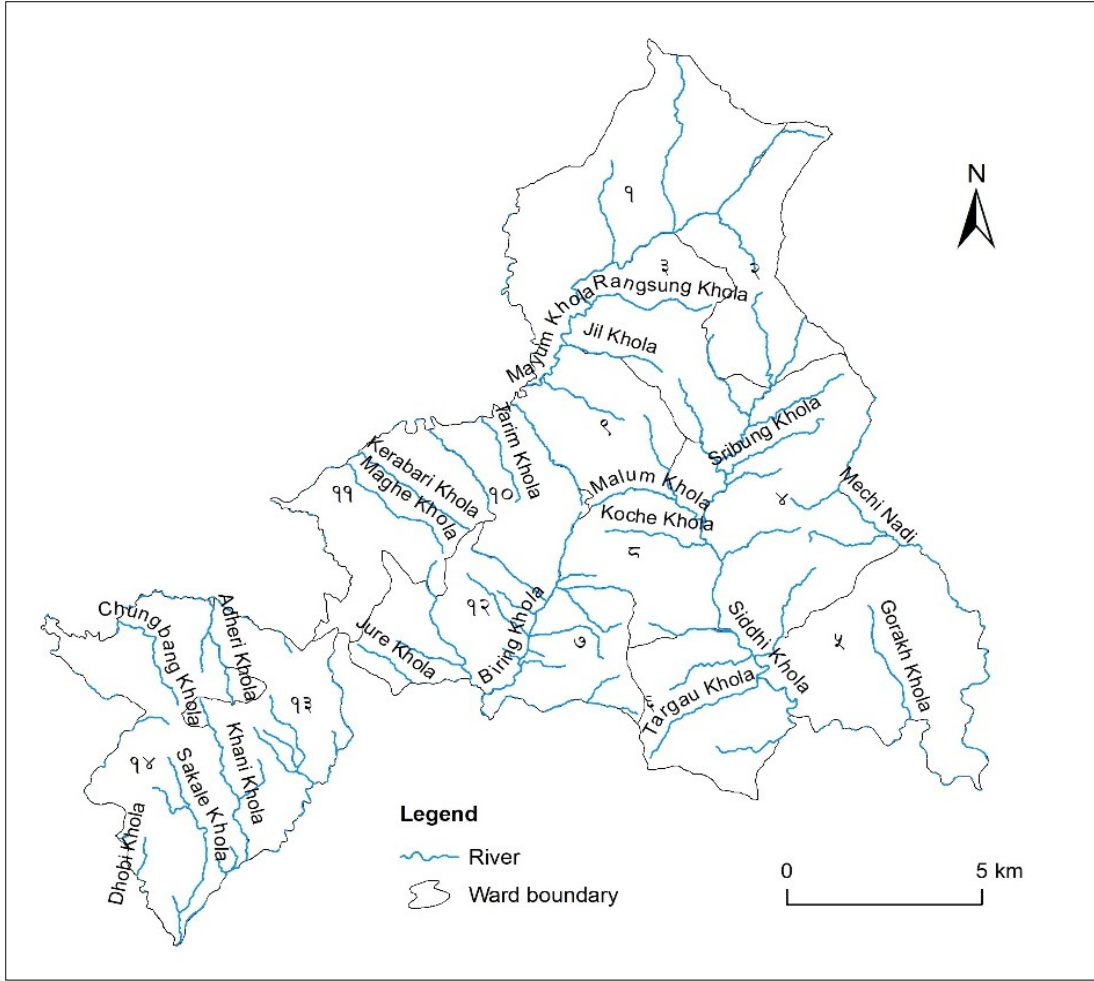 N
१
३
२
Rangsung Khola
Mayum Khola
Jil Khola
Tarim Khola
९
Sribung Khola
Kerabari Khola
Maghe Khola
११
१०
Malum Khola
Koche Khola
४
Mechi Nadi
८
Chungbang Khola
Adheri Khola
१२
Biring Khola
७
Jure Khola
Siddhi Khola
५
Gorakh Khola
६
Targau Khola
१३
Khani Khola
Sakale Khola
१४
Dhobi Khola
Legend
River
Ward boundary
0 5 km